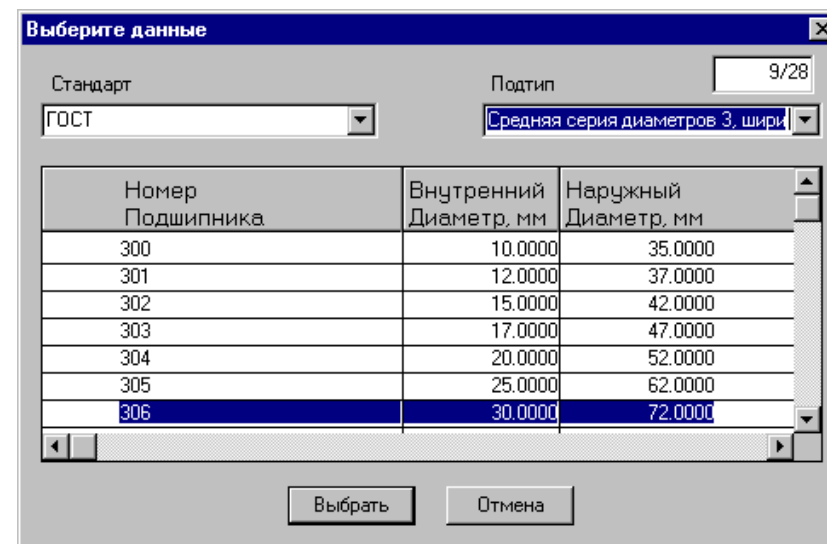 Выберите данные
9/28
Стандарт Подтип
ГОСТ Средняя серия диаметров 3, шири
Номер Подшипника Внутренний Диаметр, мм Наружный Диаметр, мм
300 10.0000 35.0000
301 12.0000 37.0000
302 15.0000 42.0000
303 17.0000 47.0000
304 20.0000 52.0000
305 25.0000 62.0000
306 30.0000 72.0000
Выбрать Отмена